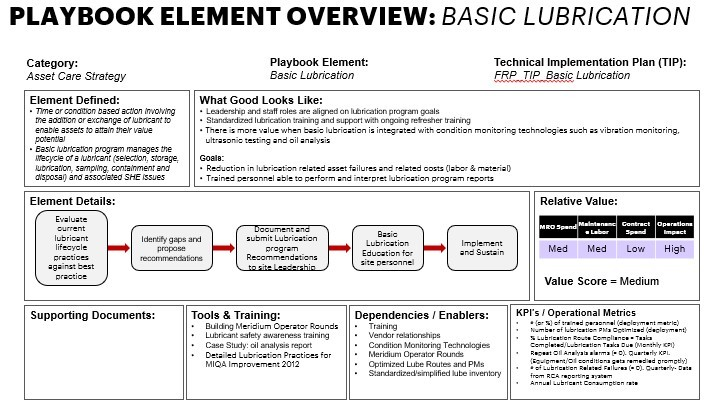 PLAYBOOK ELEMENT OVERVIEW: BASIC LUBRICATION
Category:
Asset Care Strategy
Playbook Element:
Basic Lubrication
Technical Implementation Plan (TIP):
FRP_TIP_Basic Lubrication
Element Defined:
• Time or condition based action involving
the addition or exchange of lubricant to
enable assets to attain their value
potential
• Basic lubrication program manages the
lifecycle of a lubricant (selection, storage,
lubrication, sampling, containment and
disposal) and associated SHE issues
What Good Looks Like:
• Leadership and staff roles are aligned on lubrication program goals
• Standardized lubrication training and support with ongoing refresher training
• There is more value when basic lubrication is integrated with condition monitoring technologies such as vibration monitoring,
ultrasonic testing and oil analysis
Goals:
• Reduction in lubrication related asset failures and related costs (labor & material)
• Trained personnel able to perform and interpret lubrication program reports
Element Details:
Evaluate
current
lubricant
lifecycle
practices
against best
practice
Identify gaps and
propose
recommendations
Document and
submit Lubrication
program
Recommendations
to site Leadership
Basic
Lubrication
Education for
site personnel
Implement
and Sustain
Relative Value:
MRO Spend
Maintenanc
e Labor
Contract
Spend
Operations
Impact
Med
Med
Low
High
Value Score = Medium
Supporting Documents:
Tools & Training:
• Building Meridium Operator Rounds
• Lubricant safety awareness training
• Case Study: oil analysis report
• Detailed Lubrication Practices for
MIQA Improvement 2012
Dependencies / Enablers:
• Training
• Vendor relationships
• Condition Monitoring Technologies
• Meridium Operator Rounds
• Optimized Lube Routes and PMs
• Standardized/simplified lube inventory
KPI's / Operational Metrics
• # (or %) of trained personnel (deployment metric)
• Number of lubrication PMs Optimized (deployment)
• % Lubrication Route Compliance = Tasks
Completed/Lubrication Tasks Due (Monthly KPI)
• Repeat Oil Analysis alarms (= 0). Quarterly KPI.
(Equipment/Oil conditions gets remedied promptly)
• # of Lubrication Related Failures (= 0). Quarterly- Data
from RCA reporting system
• Annual Lubricant Consumption rate